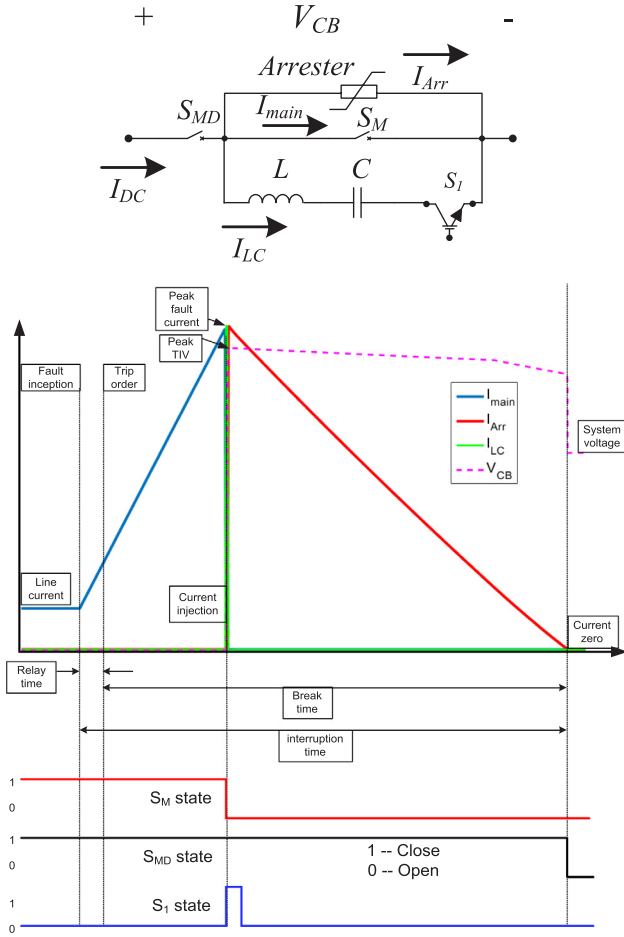 + V_CB -
Arrester
I_Arr
S_MD
I_main
S_M
I_DC
L
C
S_1
I_LC
Peak
fault
current
Peak
TIV
Fault
inception
Trip
order
I_main
I_Arr
I_LC
V_CB
System
voltage
Line
current
Current
injection
Current
zero
Relay
time
Break
time
interruption
time
1
0
S_M state
1
0
S_MD state
1 -- Close
0 -- Open
1
0
S_1 state